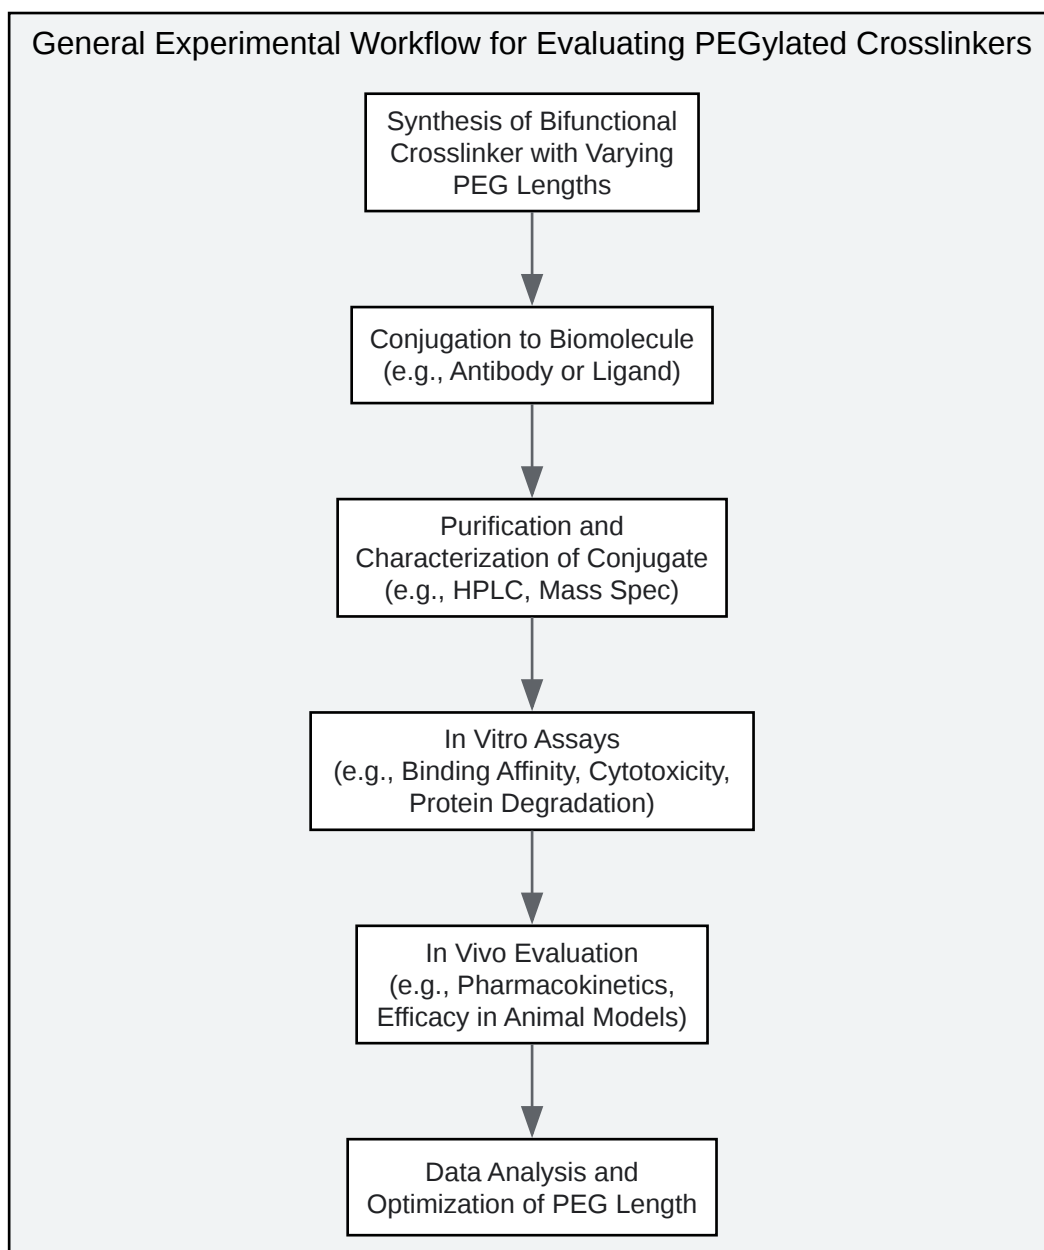 General Experimental Workflow for Evaluating PEGylated Crosslinkers
Synthesis of Bifunctional
Crosslinker with Varying
PEG Lengths
Conjugation to Biomolecule
(e.g., Antibody or Ligand)
Purification and
Characterization of Conjugate
(e.g., HPLC, Mass Spec)
In Vitro Assays
(e.g., Binding Affinity, Cytotoxicity,
Protein Degradation)
In Vivo Evaluation
(e.g., Pharmacokinetics,
Efficacy in Animal Models)
Data Analysis and
Optimization of PEG Length